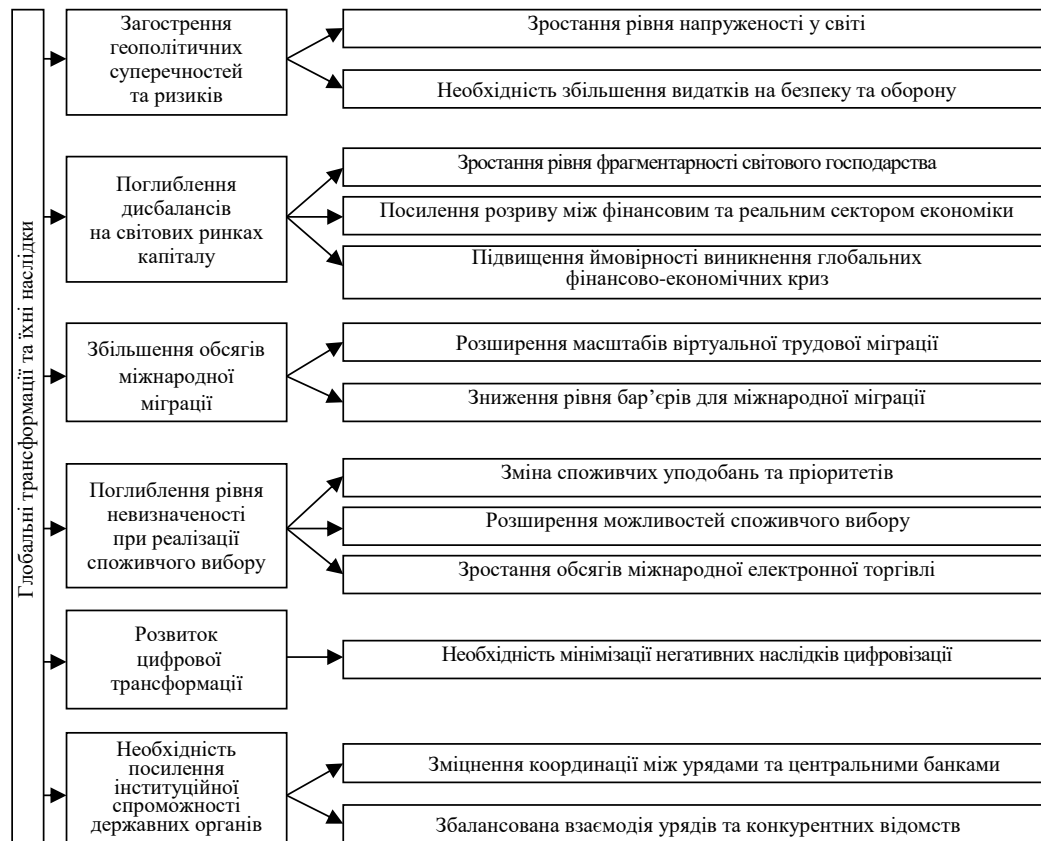 Глобальні трансформації та їхні наслідки
Загострення
геополітичних
суперечностей
та ризиків
Зростання рівня напруженості у світі
Необхідність збільшення видатків на безпеку та оборону
Поглиблення
дисбалансів
на світових ринках
капіталу
Зростання рівня фрагментарності світового господарства
Посилення розриву між фінансовим та реальним сектором економіки
Підвищення ймовірності виникнення глобальних
фінансово-економічних криз
Збільшення обсягів
міжнародної
міграції
Розширення масштабів віртуальної трудової міграції
Зниження рівня бар’єрів для міжнародної міграції
Поглиблення рівня
невизначеності
при реалізації
споживчого вибору
Зміна споживчих уподобань та пріоритетів
Розширення можливостей споживчого вибору
Зростання обсягів міжнародної електронної торгівлі
Розвиток
цифрової
трансформації
Необхідність мінімізації негативних наслідків цифровізації
Необхідність
посилення
інституційної
спроможності
державних органів
Зміцнення координації між урядами та центральними банками
Збалансована взаємодія урядів та конкурентних відомств